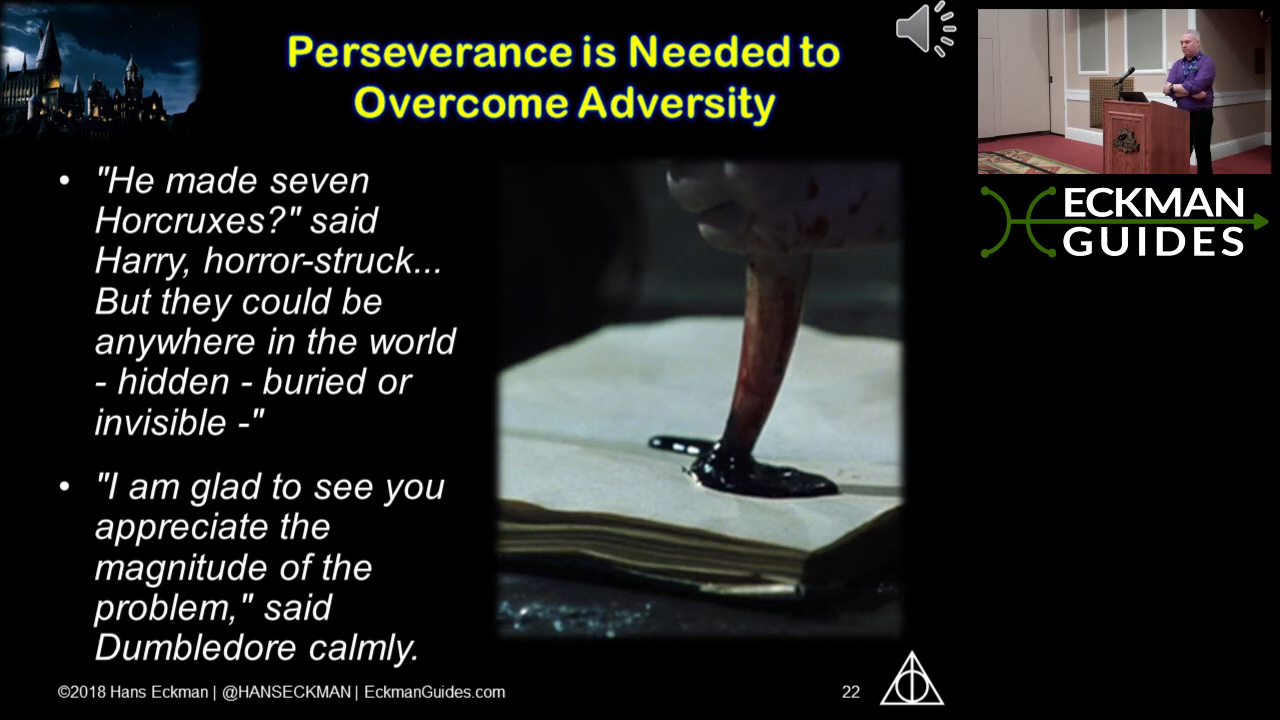 Perseverance is Needed to
Overcome Adversity
• "He made seven
Horcruxes?" said
Harry, horror-struck...
But they could be
anywhere in the world
- hidden - buried or
invisible -"
• "I am glad to see you
appreciate the
magnitude of the
problem," said
Dumbledore calmly.
©2018 Hans Eckman | @HANSECKMAN | EckmanGuides.com
22
ECKMAN
GUIDES